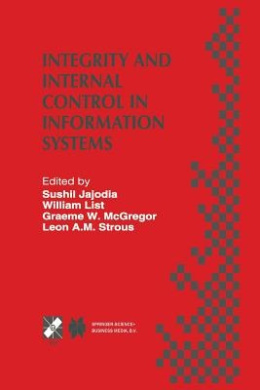 INTEGRITY AND
INTERNAL
CONTROL IN
INFORMATION
SYSTEMS
Edited by
Sushil Jajodia
William List
Graeme W. McGregor
Leon A.M. Strous
SPRINGER SCIENCE+
BUSINESS MEDIA, B.V.